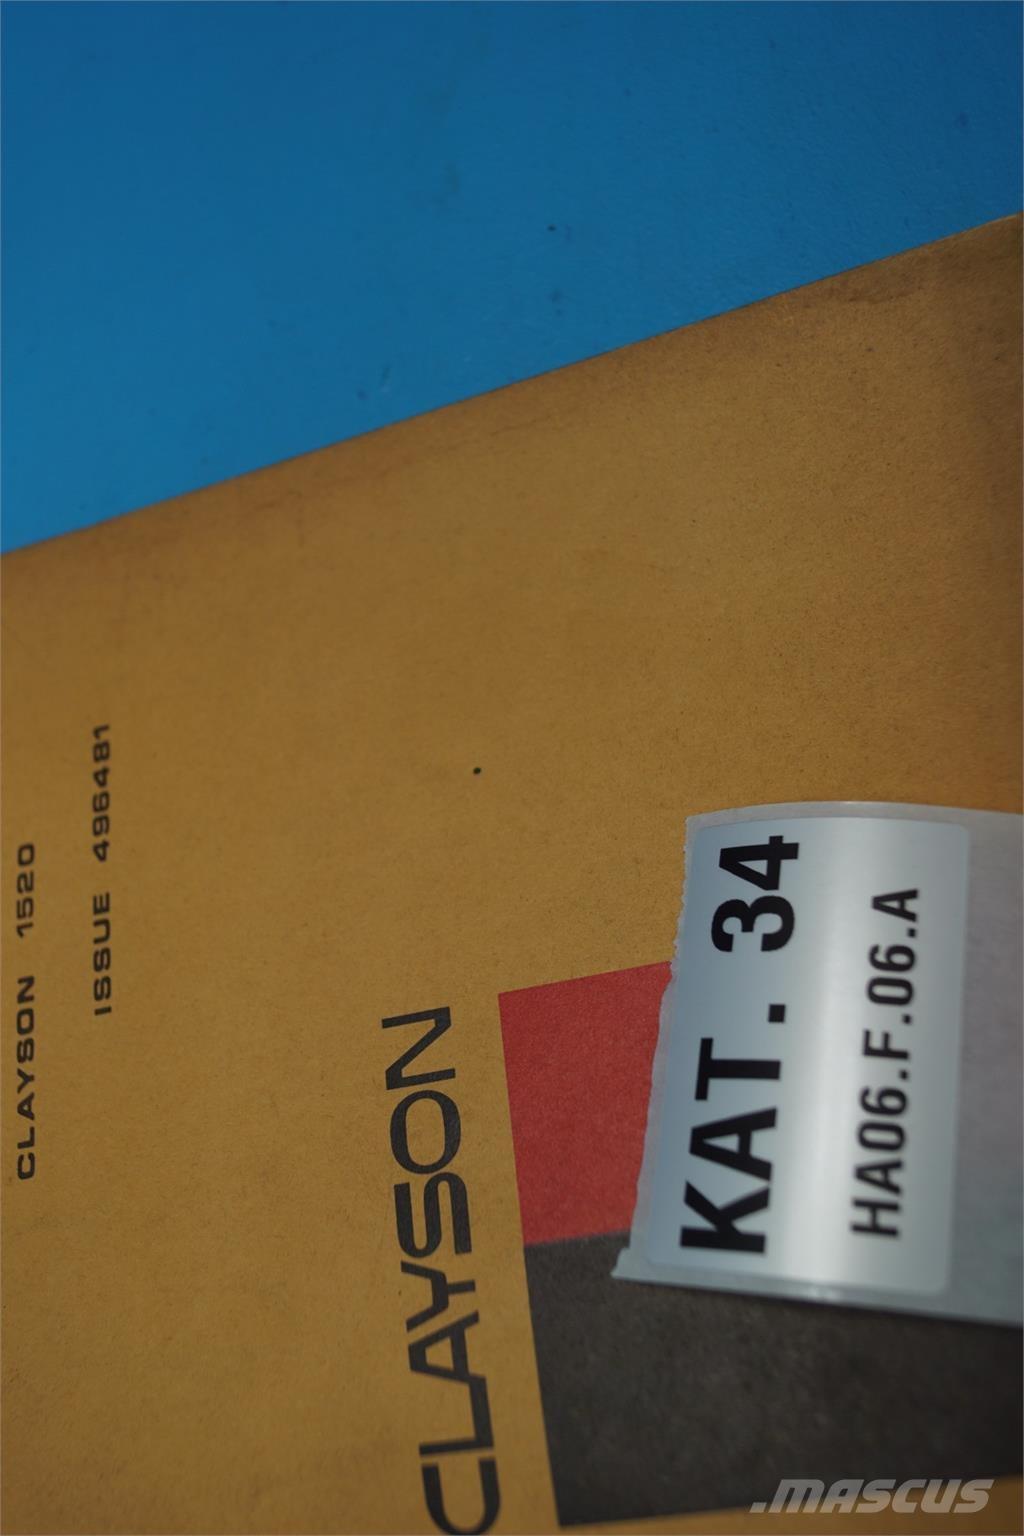 CLAYSON 1520
ISSUE 496481
CLAYSON
KAT. 34
HA06.F.06.A
.MASCUS